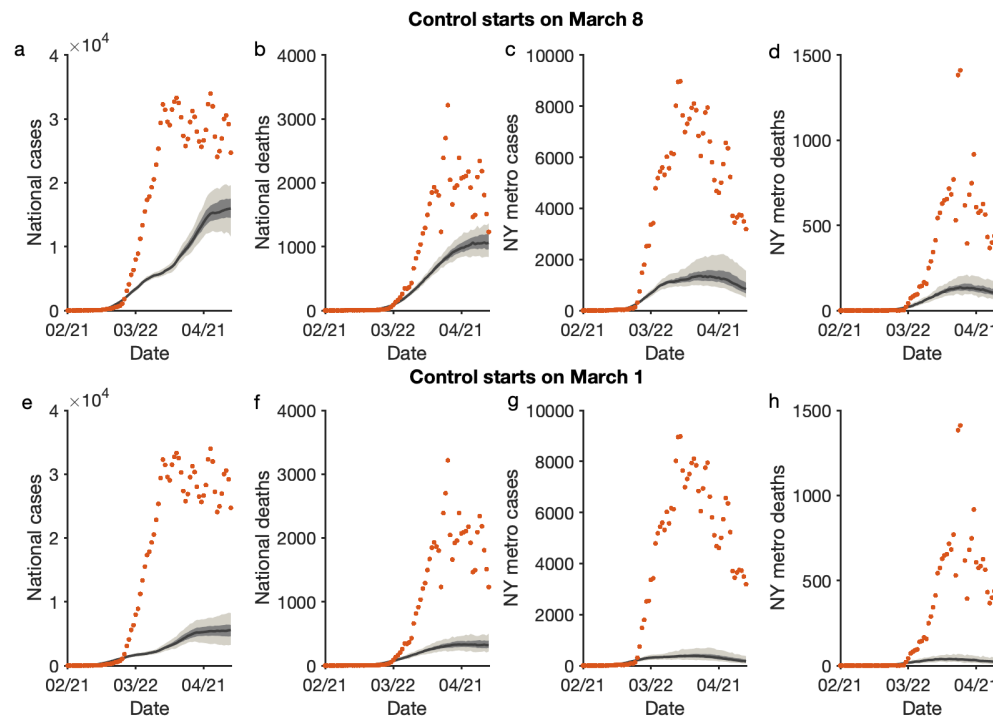 Control starts on March 8
a
×10⁴
National cases
4
3
2
1
0
02/21 03/22 04/21
Date
b
National deaths
4000
3000
2000
1000
0
02/21 03/22 04/21
Date
c
NY metro cases
10000
8000
6000
4000
2000
0
02/21 03/22 04/21
Date
d
NY metro deaths
1500
1000
500
0
02/21 03/22 04/21
Date
Control starts on March 1
e
×10⁴
National cases
4
3
2
1
0
02/21 03/22 04/21
Date
f
National deaths
4000
3000
2000
1000
0
02/21 03/22 04/21
Date
g
NY metro cases
10000
8000
6000
4000
2000
0
02/21 03/22 04/21
Date
h
NY metro deaths
1500
1000
500
0
02/21 03/22 04/21
Date